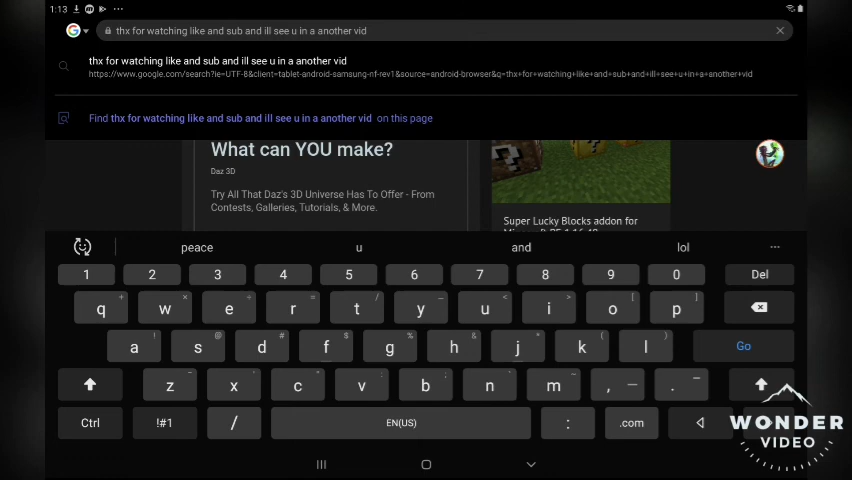 1:13
G thx for watching like and sub and ill see u in a another vid
thx for watching like and sub and ill see u in a another vid
https://www.google.com/search?ie=UTF-8&client=tablet-android-samsung-nf-rev1&source=android-browser&q=thx+for+watching+like+and+sub+and+ill+see+u+in+a+another+vid
Find thx for watching like and sub and ill see u in a another vid on this page
What can YOU make?
Daz 3D
Try All That Daz's 3D Universe Has To Offer - From
Contests, Galleries, Tutorials, & More.
Super Lucky Blocks addon for
peace u and lol ...
1 2 3 4 5 6 7 8 9 0 Del
q w e r t y u i o p
a s d f g h j k l Go
z x c v b n m , .
Ctrl !#1 / EN(US) : .com
WONDER
VIDEO